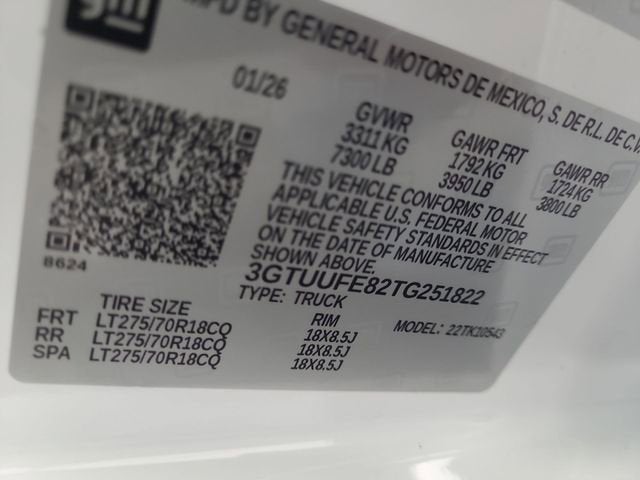 gm
MFD BY GENERAL MOTORS DE MEXICO, S. DE R.L. DE C.V.
01/26
GVWR GAWR FRT GAWR RR
3311 KG 1792 KG 1724 KG
7300 LB 3950 LB 3800 LB
THIS VEHICLE CONFORMS TO ALL
APPLICABLE U.S. FEDERAL MOTOR
VEHICLE SAFETY STANDARDS IN EFFECT
ON THE DATE OF MANUFACTURE
SHOWN ABOVE.
8624
3GTUUFE82TG251822
TYPE: TRUCK MODEL: 22TK10543
TIRE SIZE RIM
FRT LT275/70R18CQ 18X8.5J
RR LT275/70R18CQ 18X8.5J
SPA LT275/70R18CQ 18X8.5J